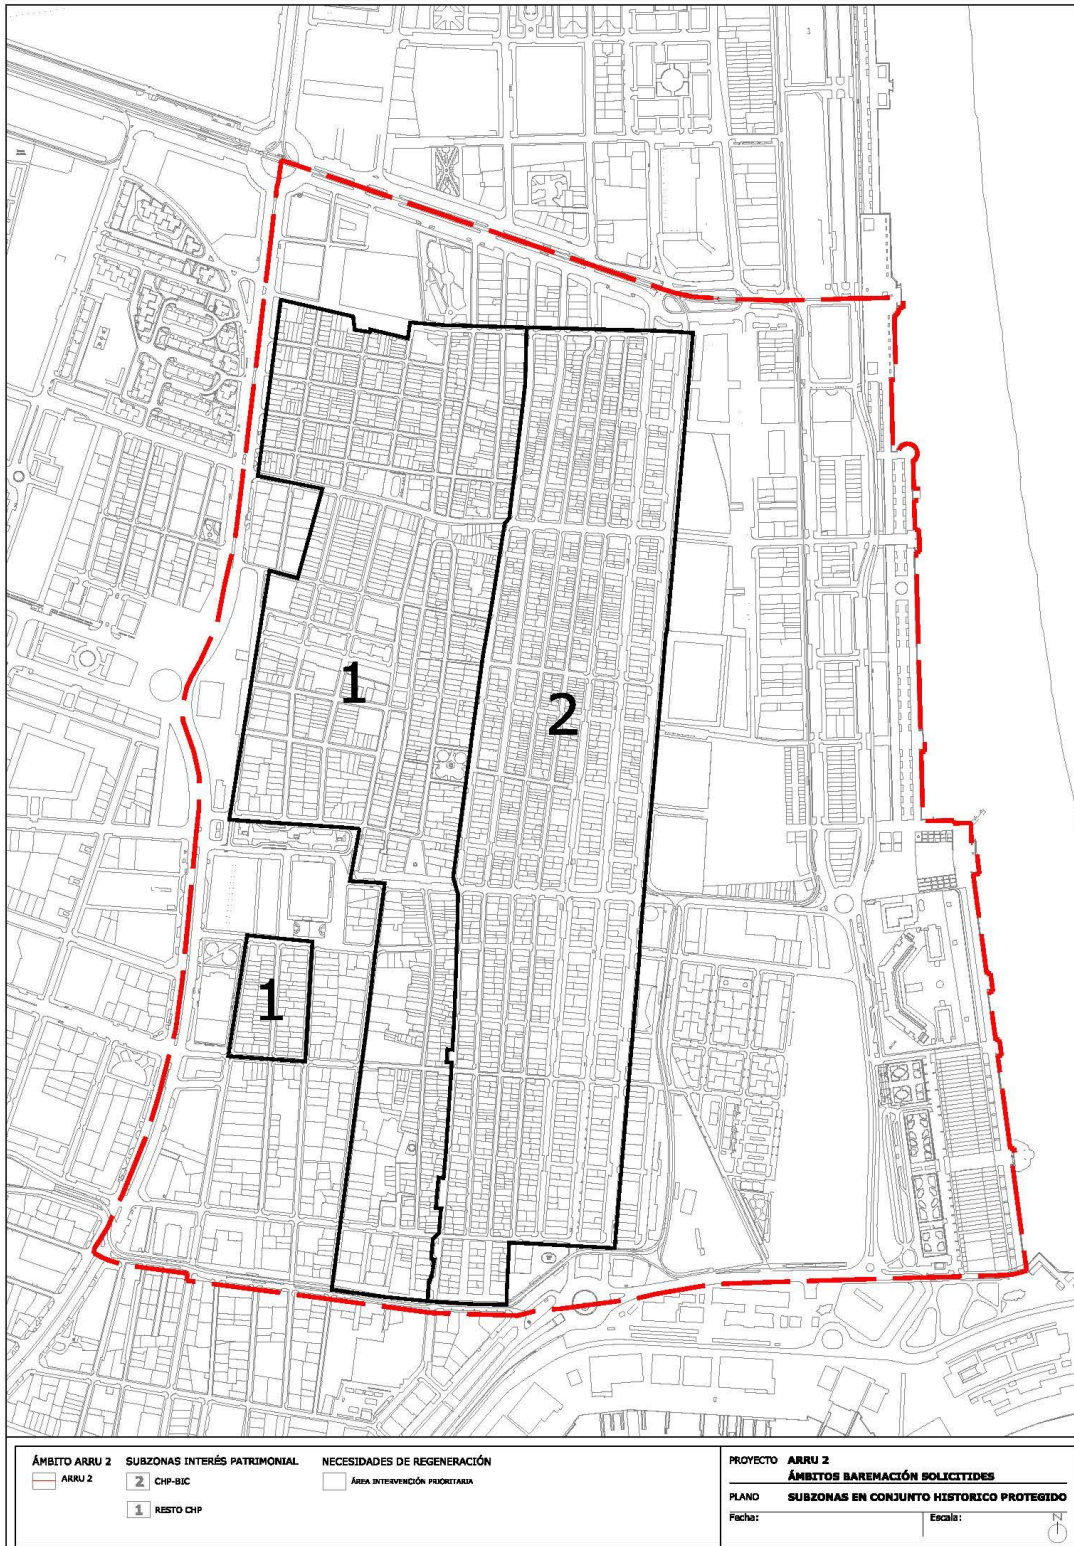 1
2
1
ÁMBITO ARRU 2
ARRU 2
SUBZONAS INTERÉS PATRIMONIAL
2 CHP-BIC
1 RESTO CHP
NECESIDADES DE REGENERACIÓN
ÁREA INTERVENCIÓN PRIORITARIA
PROYECTO ARRU 2
ÁMBITOS BAREMACIÓN SOLICITIDES
PLANO SUBZONAS EN CONJUNTO HISTORICO PROTEGIDO
Fecha:
Escala:
N